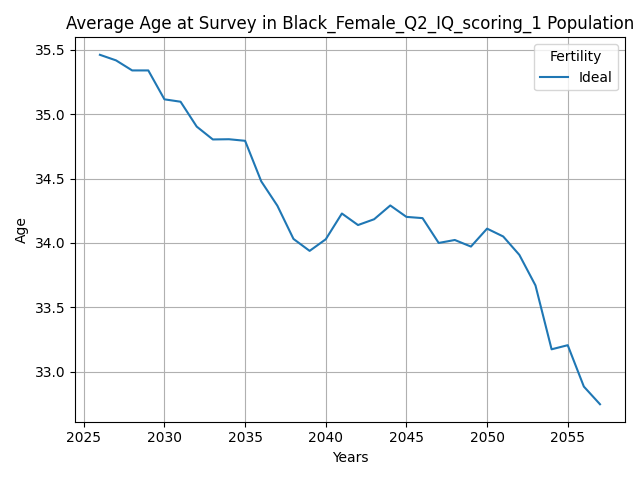 Average Age at Survey in Black_Female_Q2_IQ_scoring_1 Population
Fertility
Ideal
35.5
35.0
34.5
34.0
33.5
33.0
Age
2025 2030 2035 2040 2045 2050 2055
Years